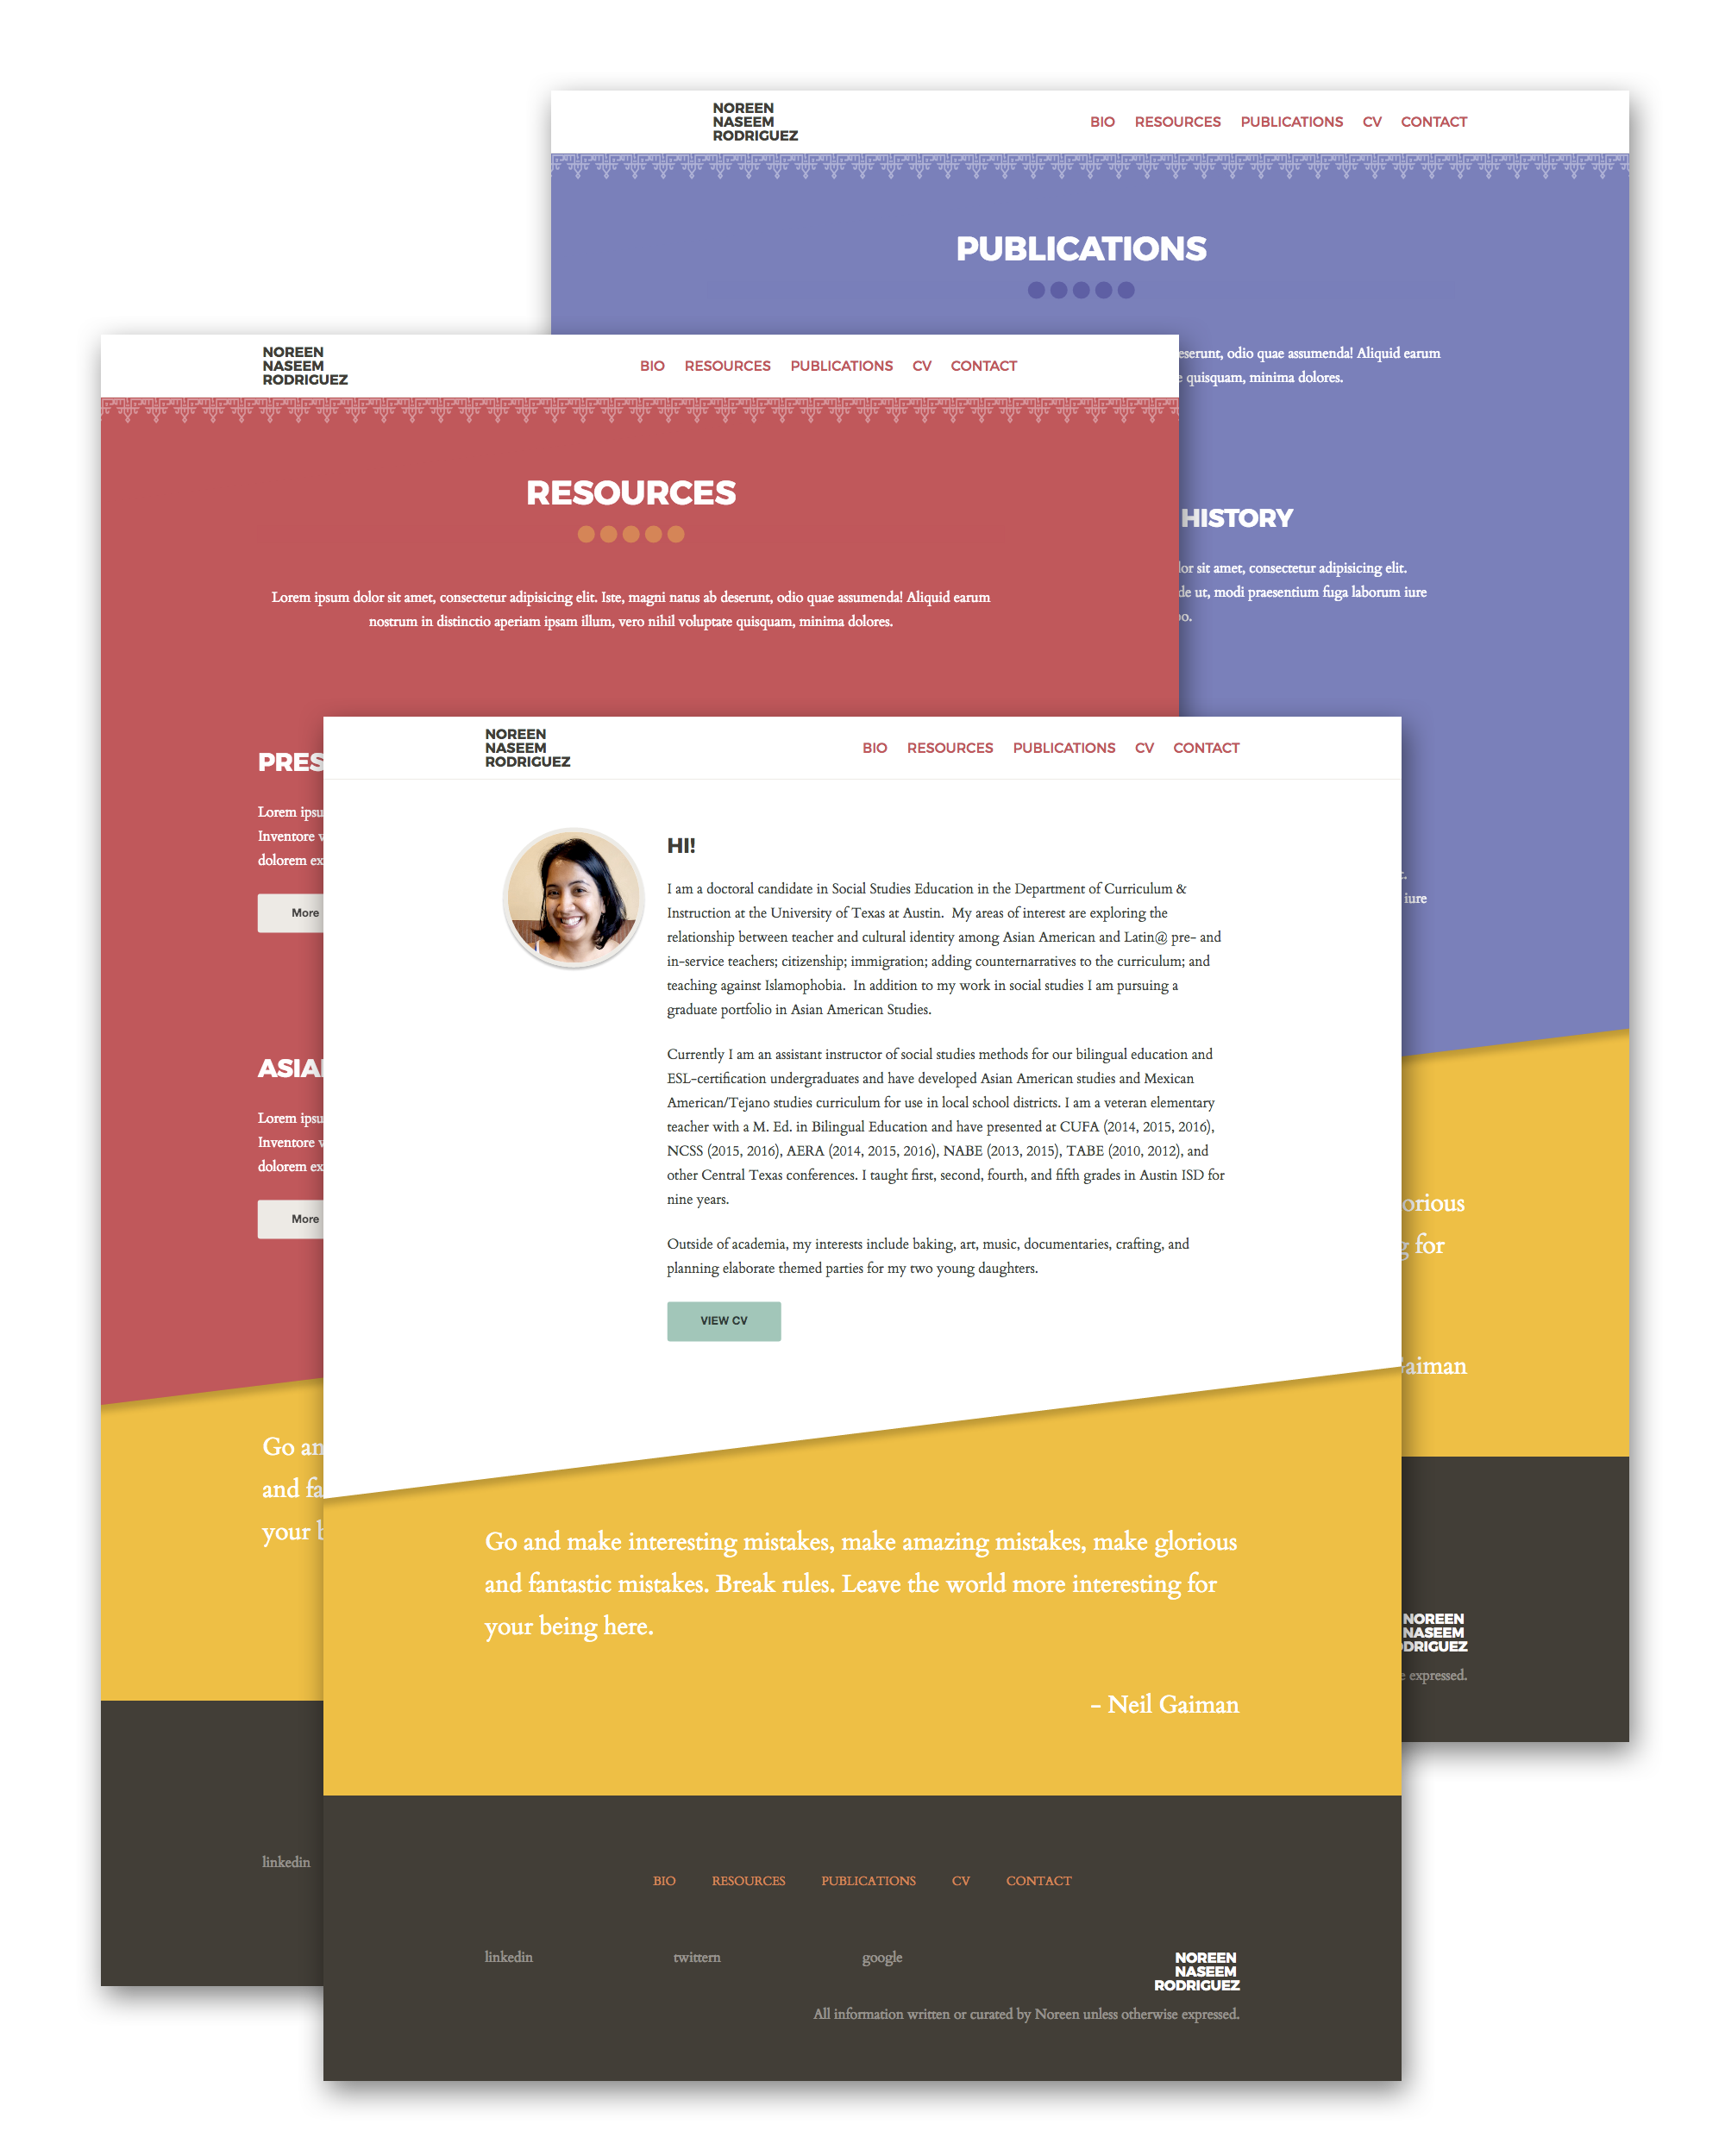 NOREEN
NASEEM
RODRIGUEZ
BIO RESOURCES PUBLICATIONS CV CONTACT
PUBLICATIONS
deserunt, odio quae assumenda! Aliquid earum
quisquam, minima dolores.
HISTORY
dolor sit amet, consectetur adipisicing elit.
de ut, modi praesentium fuga laborum iure
iure
glorious
for
Gaiman
NOREEN
NASEEM
RODRIGUEZ
expressed.
NOREEN
NASEEM
RODRIGUEZ
BIO RESOURCES PUBLICATIONS CV CONTACT
RESOURCES
Lorem ipsum dolor sit amet, consectetur adipisicing elit. Iste, magni natus ab deserunt, odio quae assumenda! Aliquid earum
nostrum in distinctio aperiam ipsam illum, vero nihil voluptate quisquam, minima dolores.
PRES
Lorem ipsu
Inventore v
dolorem ex
More
ASIA
Lorem ipsu
Inventore v
dolorem ex
More
Go an
and fa
your b
linkedin
NOREEN
NASEEM
RODRIGUEZ
BIO RESOURCES PUBLICATIONS CV CONTACT
HI!
I am a doctoral candidate in Social Studies Education in the Department of Curriculum &
Instruction at the University of Texas at Austin. My areas of interest are exploring the
relationship between teacher and cultural identity among Asian American and Latin@ pre- and
in-service teachers; citizenship; immigration; adding counternarratives to the curriculum; and
teaching against Islamophobia. In addition to my work in social studies I am pursuing a
graduate portfolio in Asian American Studies.
Currently I am an assistant instructor of social studies methods for our bilingual education and
ESL-certification undergraduates and have developed Asian American studies and Mexican
American/Tejano studies curriculum for use in local school districts. I am a veteran elementary
teacher with a M. Ed. in Bilingual Education and have presented at CUFA (2014, 2015, 2016),
NCSS (2015, 2016), AERA (2014, 2015, 2016), NABE (2013, 2015), TABE (2010, 2012), and
other Central Texas conferences. I taught first, second, fourth, and fifth grades in Austin ISD for
nine years.
Outside of academia, my interests include baking, art, music, documentaries, crafting, and
planning elaborate themed parties for my two young daughters.
VIEW CV
Go and make interesting mistakes, make amazing mistakes, make glorious
and fantastic mistakes. Break rules. Leave the world more interesting for
your being here.
- Neil Gaiman
BIO RESOURCES PUBLICATIONS CV CONTACT
linkedin twittern google
NOREEN
NASEEM
RODRIGUEZ
All information written or curated by Noreen unless otherwise expressed.